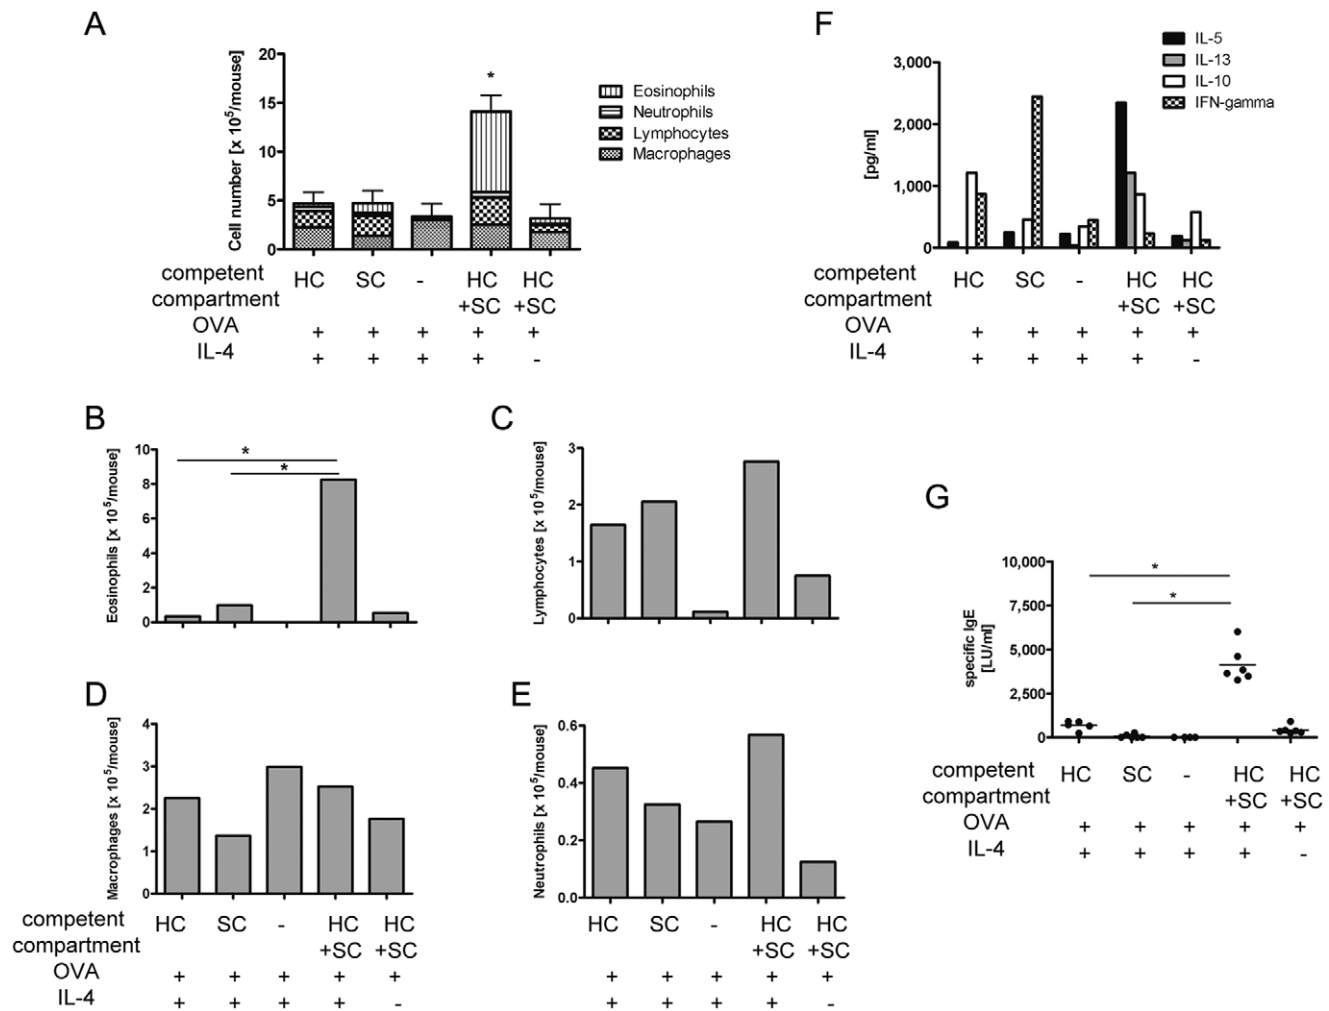 A
Cell number [x 10⁵/mouse]
20
15
10
5
0
*
Eosinophils
Neutrophils
Lymphocytes
Macrophages
competent compartment
HC SC - HC +SC HC +SC
OVA + + + + +
IL-4 + + + + -
F
[pg/ml]
3,000
2,000
1,000
0
IL-5
IL-13
IL-10
IFN-gamma
competent compartment
HC SC - HC +SC HC +SC
OVA + + + + +
IL-4 + + + + -
B
Eosinophils [x 10⁵/mouse]
10
8
6
4
2
0
*
*
C
Lymphocytes [x 10⁵/mouse]
3
2
1
0
G
specific IgE
[LU/ml]
10,000
7,500
5,000
2,500
0
*
*
competent compartment
HC SC - HC +SC HC +SC
OVA + + + + +
IL-4 + + + + -
D
Macrophages [x 10⁵/mouse]
4
3
2
1
0
competent compartment
HC SC - HC +SC HC +SC
OVA + + + + +
IL-4 + + + + -
E
Neutrophils [x 10⁵/mouse]
0.6
0.4
0.2
0.0
HC SC - HC +SC HC +SC
+ + + + +
+ + + + -